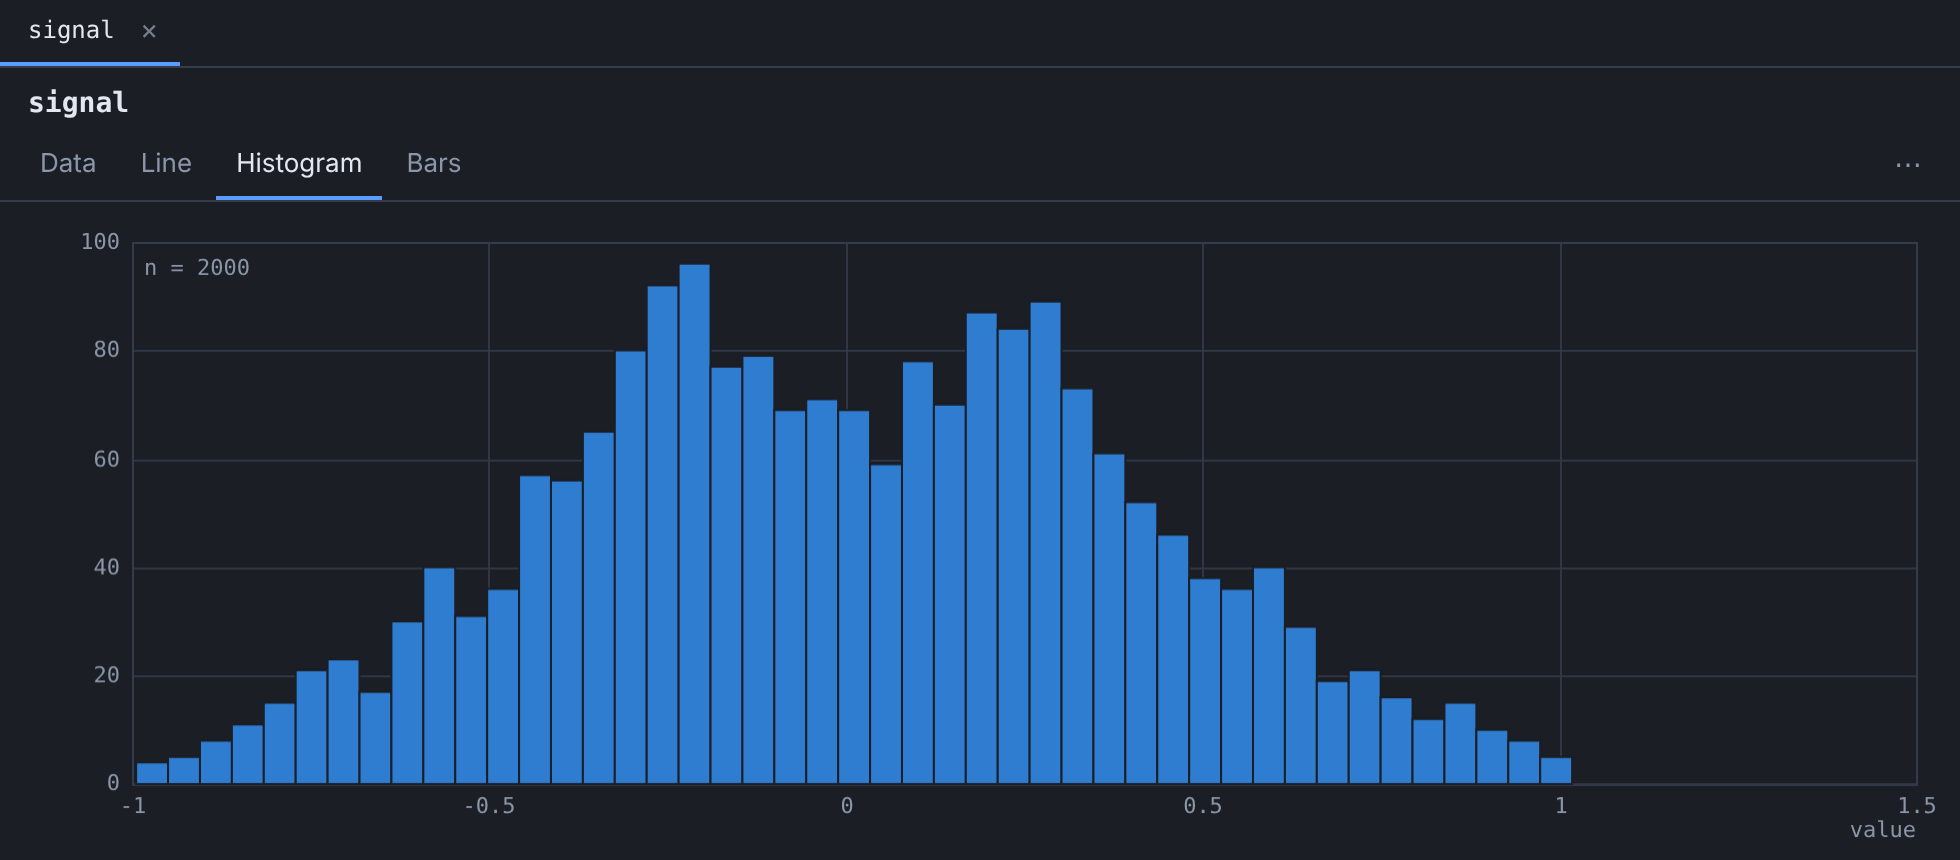 signal ×
signal
Data Line Histogram Bars ...
100
n = 2000
80
60
40
20
0
-1 -0.5 0 0.5 1 1.5
value